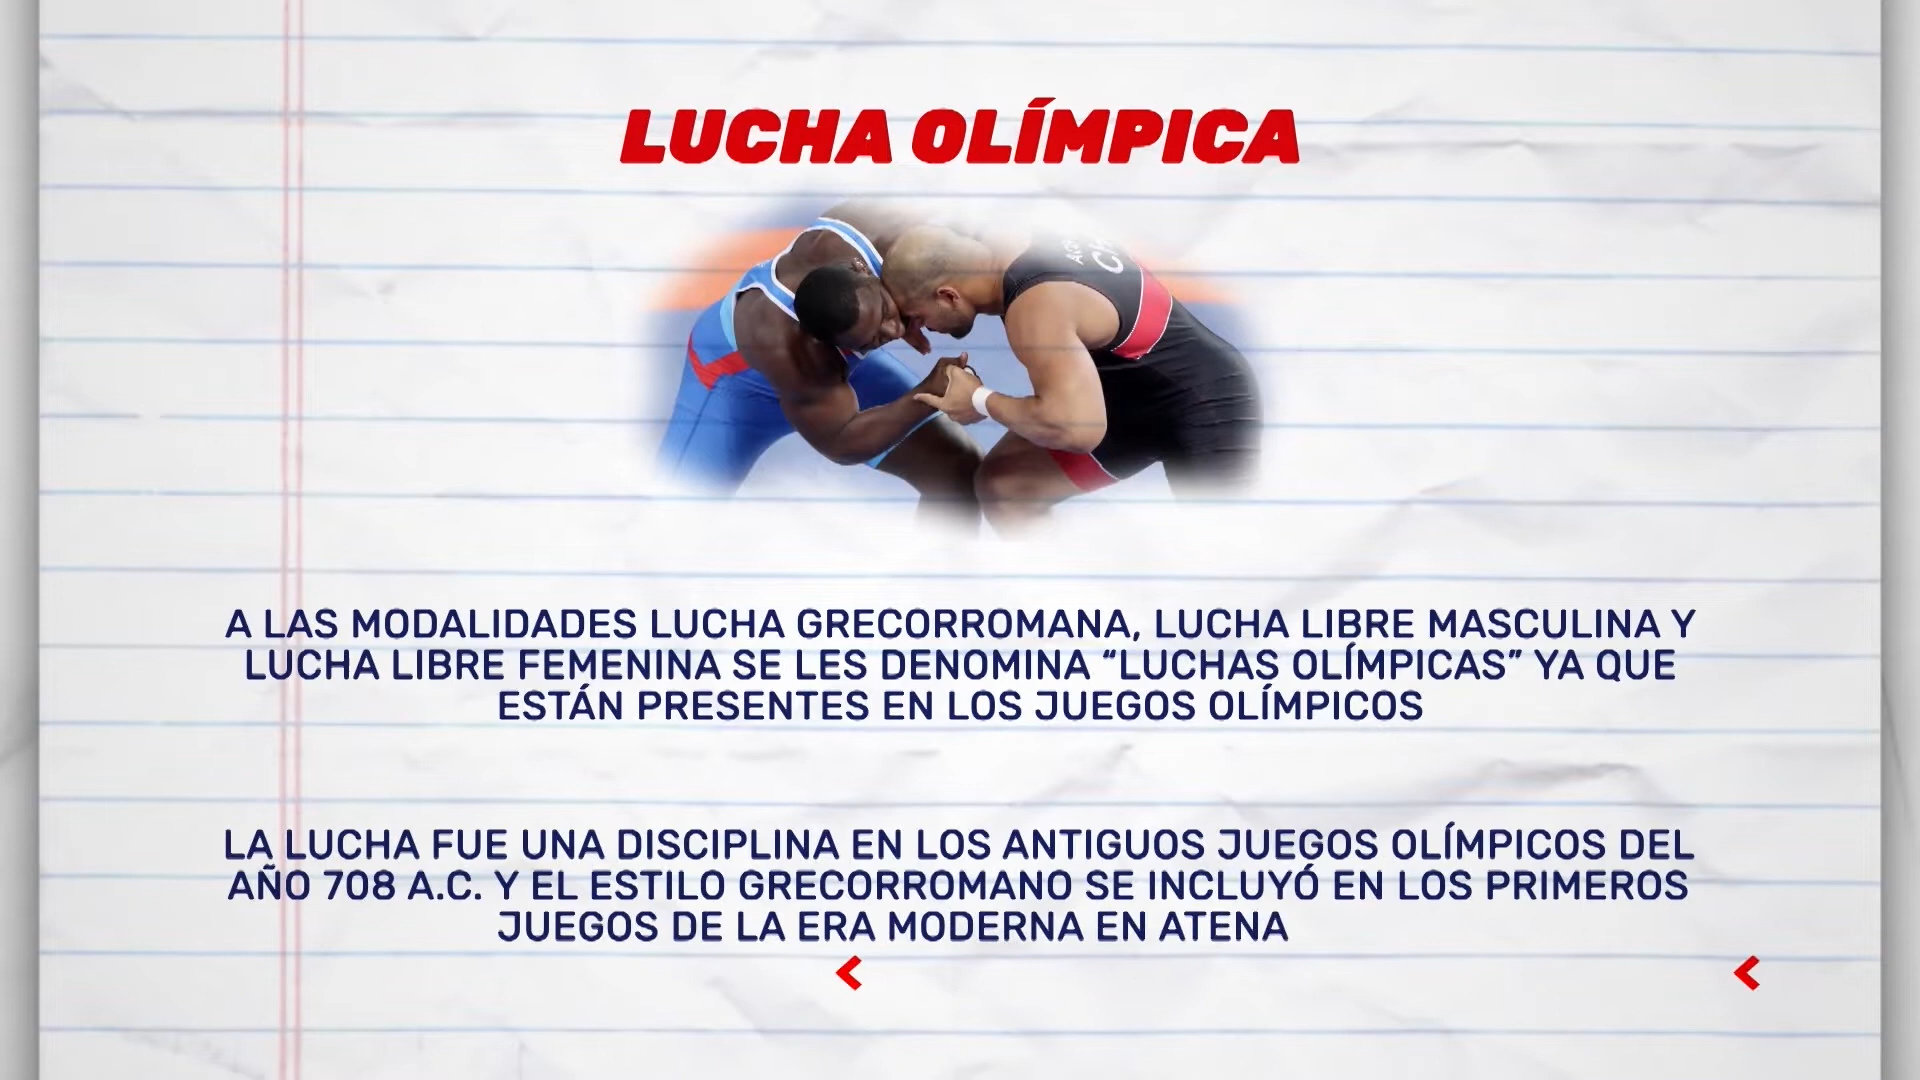 LUCHA OLÍMPICA
A LAS MODALIDADES LUCHA GRECORROMANA, LUCHA LIBRE MASCULINA Y
LUCHA LIBRE FEMENINA SE LES DENOMINA “LUCHAS OLÍMPICAS” YA QUE
ESTÁN PRESENTES EN LOS JUEGOS OLÍMPICOS
LA LUCHA FUE UNA DISCIPLINA EN LOS ANTIGUOS JUEGOS OLÍMPICOS DEL
AÑO 708 A.C. Y EL ESTILO GRECORROMANO SE INCLUYÓ EN LOS PRIMEROS
JUEGOS DE LA ERA MODERNA EN ATENA